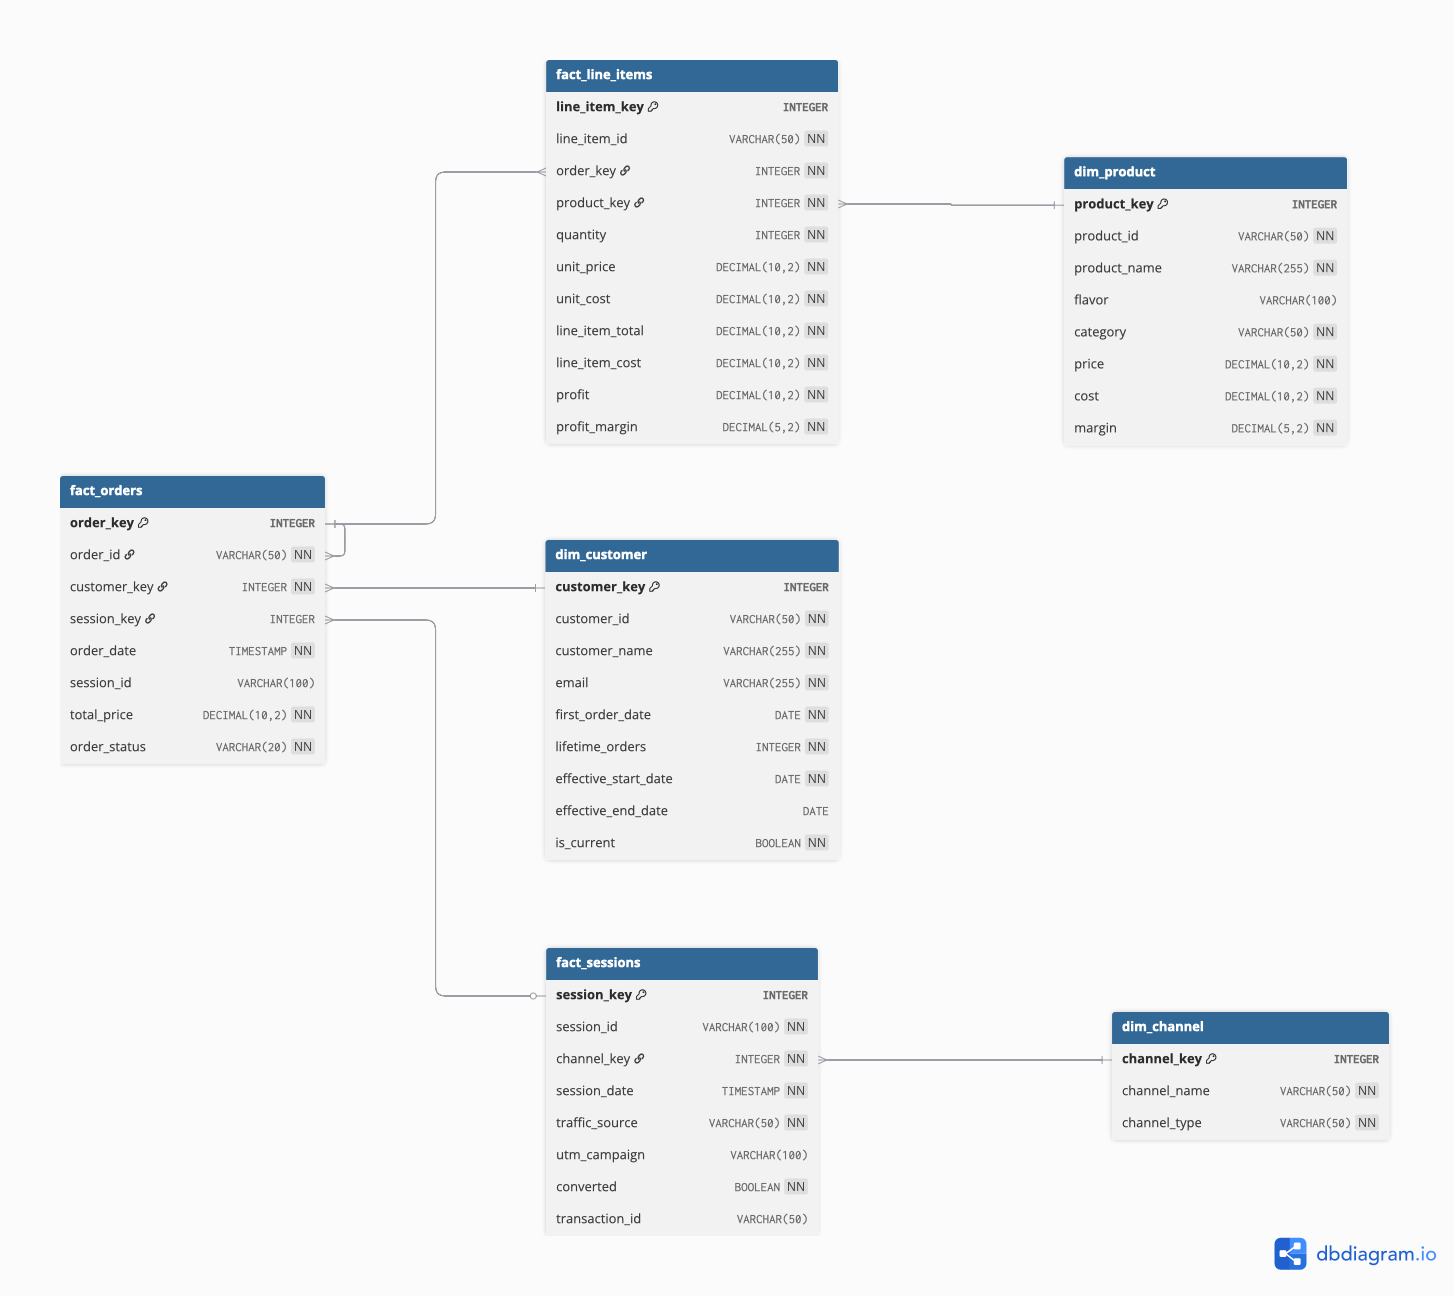 fact_line_items
line_item_key INTEGER
line_item_id VARCHAR(50) NN
order_key INTEGER NN
product_key INTEGER NN
quantity INTEGER NN
unit_price DECIMAL(10,2) NN
unit_cost DECIMAL(10,2) NN
line_item_total DECIMAL(10,2) NN
line_item_cost DECIMAL(10,2) NN
profit DECIMAL(10,2) NN
profit_margin DECIMAL(5,2) NN
dim_product
product_key INTEGER
product_id VARCHAR(50) NN
product_name VARCHAR(255) NN
flavor VARCHAR(100)
category VARCHAR(50) NN
price DECIMAL(10,2) NN
cost DECIMAL(10,2) NN
margin DECIMAL(5,2) NN
fact_orders
order_key INTEGER
order_id VARCHAR(50) NN
customer_key INTEGER NN
session_key INTEGER
order_date TIMESTAMP NN
session_id VARCHAR(100)
total_price DECIMAL(10,2) NN
order_status VARCHAR(20) NN
dim_customer
customer_key INTEGER
customer_id VARCHAR(50) NN
customer_name VARCHAR(255) NN
email VARCHAR(255) NN
first_order_date DATE NN
lifetime_orders INTEGER NN
effective_start_date DATE NN
effective_end_date DATE
is_current BOOLEAN NN
fact_sessions
session_key INTEGER
session_id VARCHAR(100) NN
channel_key INTEGER NN
session_date TIMESTAMP NN
traffic_source VARCHAR(50) NN
utm_campaign VARCHAR(100)
converted BOOLEAN NN
transaction_id VARCHAR(50)
dim_channel
channel_key INTEGER
channel_name VARCHAR(50) NN
channel_type VARCHAR(50) NN
dbdiagram.io